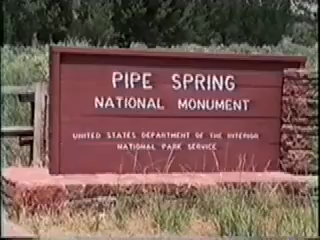 PIPE SPRING
NATIONAL MONUMENT
UNITED STATES DEPARTMENT OF THE INTERIOR
NATIONAL PARK SERVICE